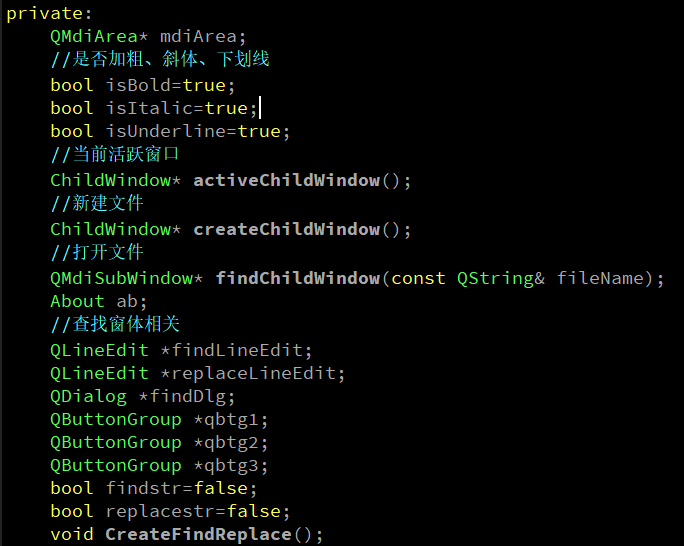 private:
    QMdiArea* mdiArea;
    //是否加粗、斜体、下划线
    bool isBold=true;
    bool isItalic=true;
    bool isUnderline=true;
    //当前活跃窗口
    ChildWindow* activeChildWindow();
    //新建文件
    ChildWindow* createChildWindow();
    //打开文件
    QMdiSubWindow* findChildWindow(const QString& fileName);
    About ab;
    //查找窗体相关
    QLineEdit *findLineEdit;
    QLineEdit *replaceLineEdit;
    QDialog *findDlg;
    QButtonGroup *qbtg1;
    QButtonGroup *qbtg2;
    QButtonGroup *qbtg3;
    bool findstr=false;
    bool replacestr=false;
    void CreateFindReplace();